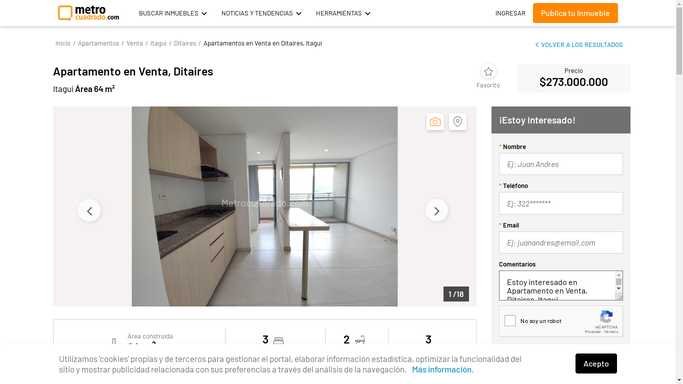 metro
cuadrado.com
BUSCAR INMUEBLES
NOTICIAS Y TENDENCIAS
HERRAMIENTAS
INGRESAR
Publica tu Inmueble
Inicio / Apartamentos / Venta / Itagui / Ditaires / Apartamentos en Venta en Ditaires, Itagui
VOLVER A LOS RESULTADOS
Apartamento en Venta, Ditaires
Itagui Área 64 m²
Favorito
Precio
$273.000.000
Metrocuadrado.com
1 /18
¡Estoy Interesado!
* Nombre
Ej: Juan Andres
* Teléfono
Ej: 322*******
* Email
Ej: juanandres@email.com
Comentarios
Estoy interesado en
Apartamento en Venta,
Ditaires, Itagui
No soy un robot
reCAPTCHA
Privacidad - Términos
Área construida
3
2
3
Utilizamos 'cookies' propias y de terceros para gestionar el portal, elaborar información estadística, optimizar la funcionalidad del
sitio y mostrar publicidad relacionada con sus preferencias a través del análisis de la navegación. Más información.
Acepto